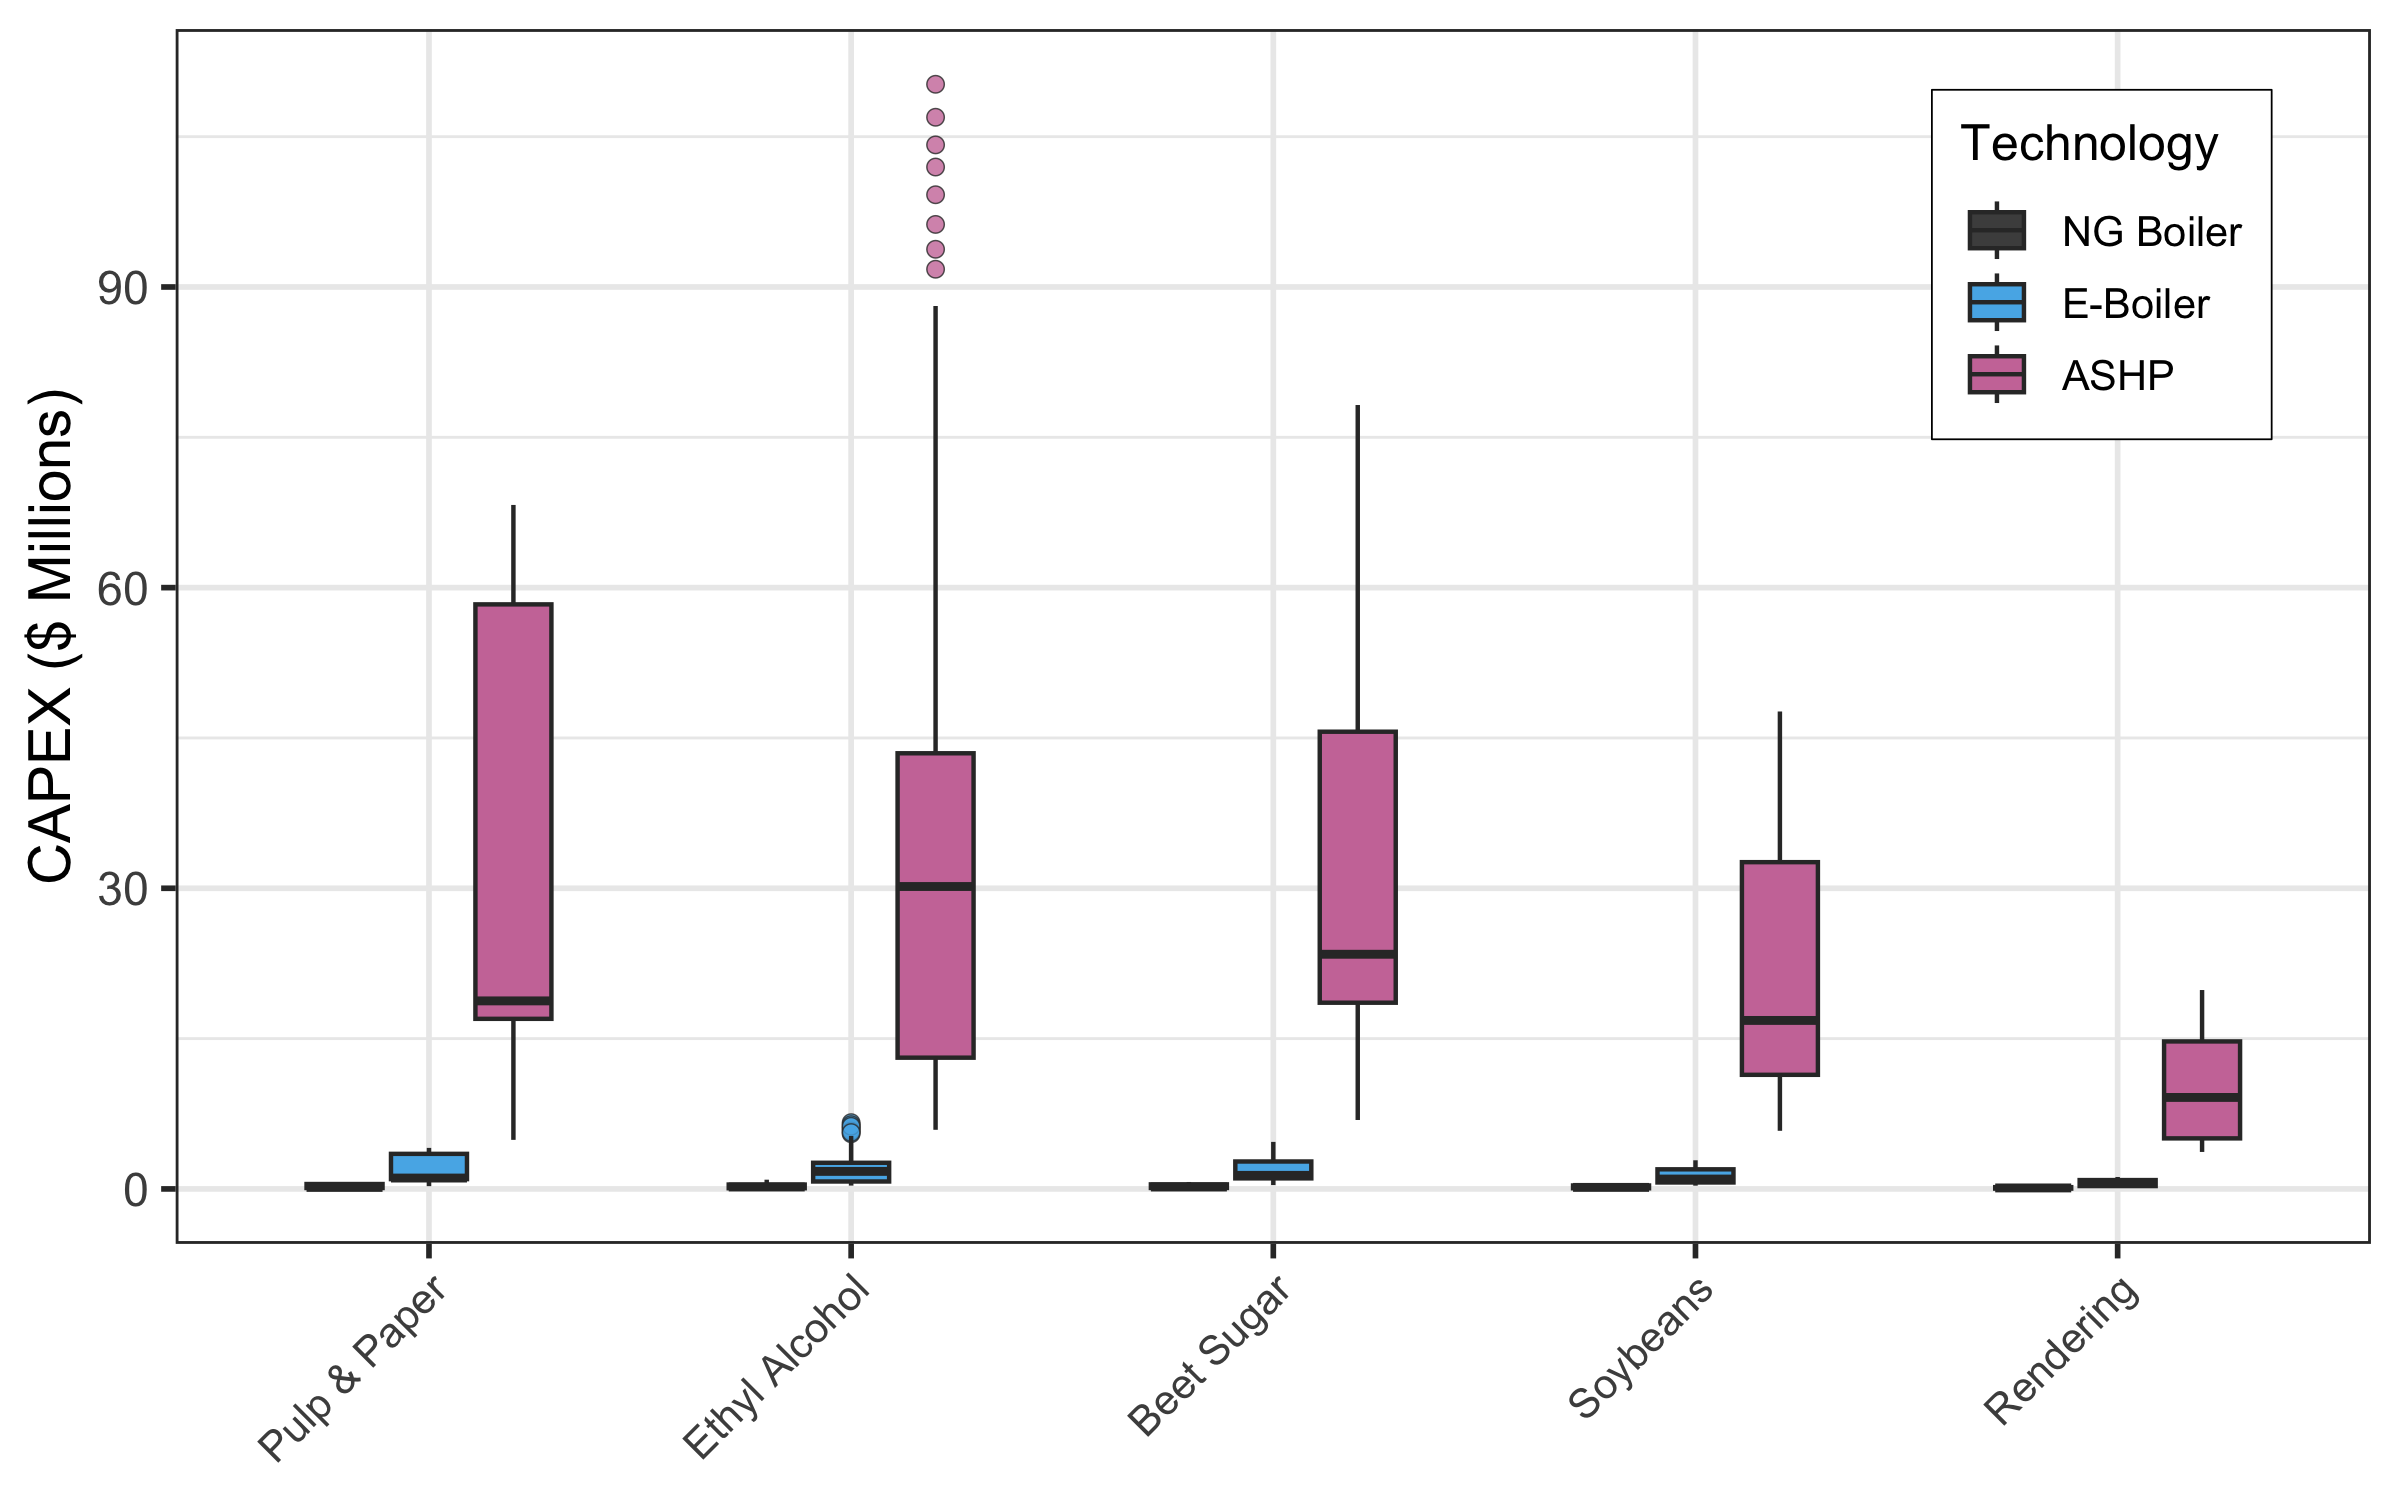 CAPEX ($ Millions)
90
60
30
0
Technology
NG Boiler
E-Boiler
ASHP
Pulp & Paper
Ethyl Alcohol
Beet Sugar
Soybeans
Rendering